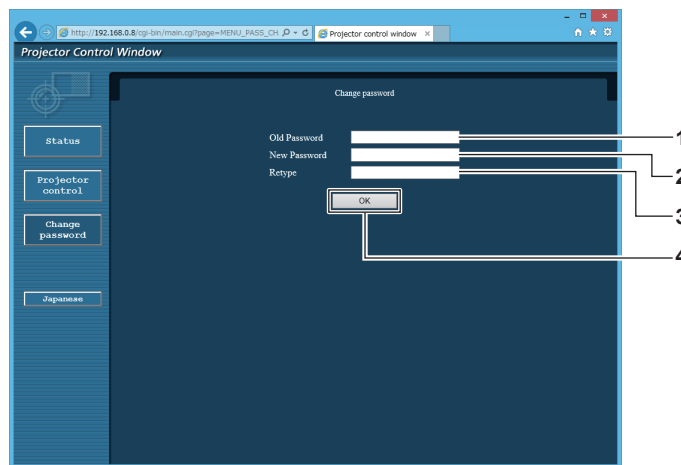 http://192.168.0.8/cgi-bin/main.cgi?page=MENU_PASS_CH
Projector control window
Projector Control Window
Change password
Status
Projector
control
Change
password
Japanese
Old Password
New Password
Retype
OK
1
2
3
4